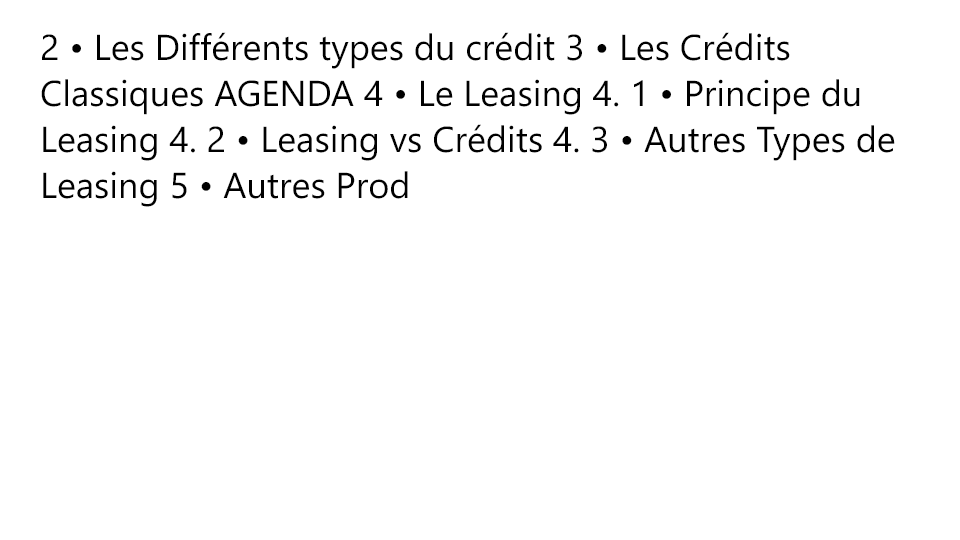 2 • Les Différents types du crédit 3 • Les Crédits
Classiques AGENDA 4 • Le Leasing 4. 1 • Principe du
Leasing 4. 2 • Leasing vs Crédits 4. 3 • Autres Types de
Leasing 5 • Autres Prod